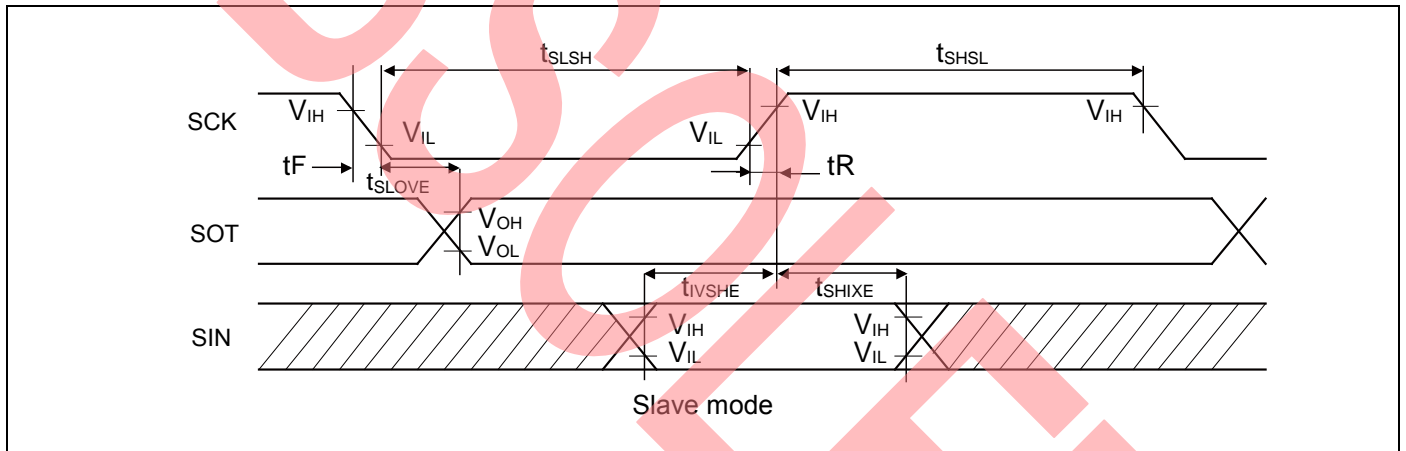 tSLSH
tSHSL
SCK
VIH
VIL
VIL
VIH
VIH
tF
tSLOVE
tR
SOT
VOH
VOL
tIVSHE
tSHIXE
SIN
VIH
VIL
VIH
VIL
Slave mode